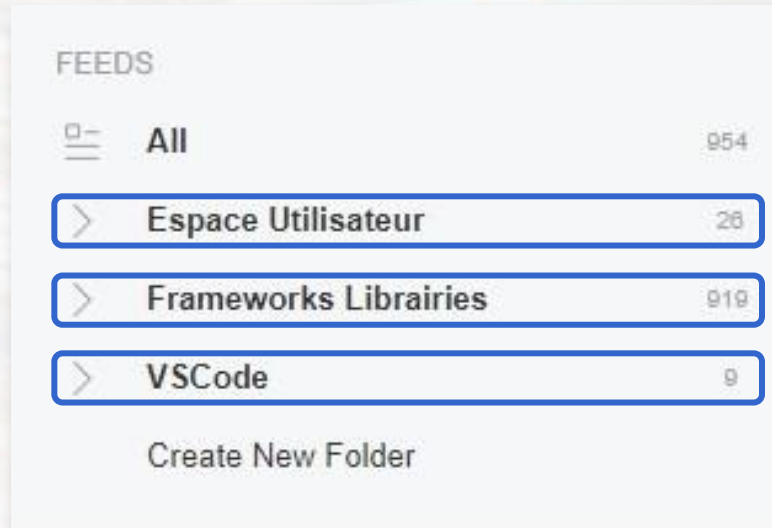 FEEDS
All 954
Espace Utilisateur 26
Frameworks Librairies 919
VSCode 9
Create New Folder